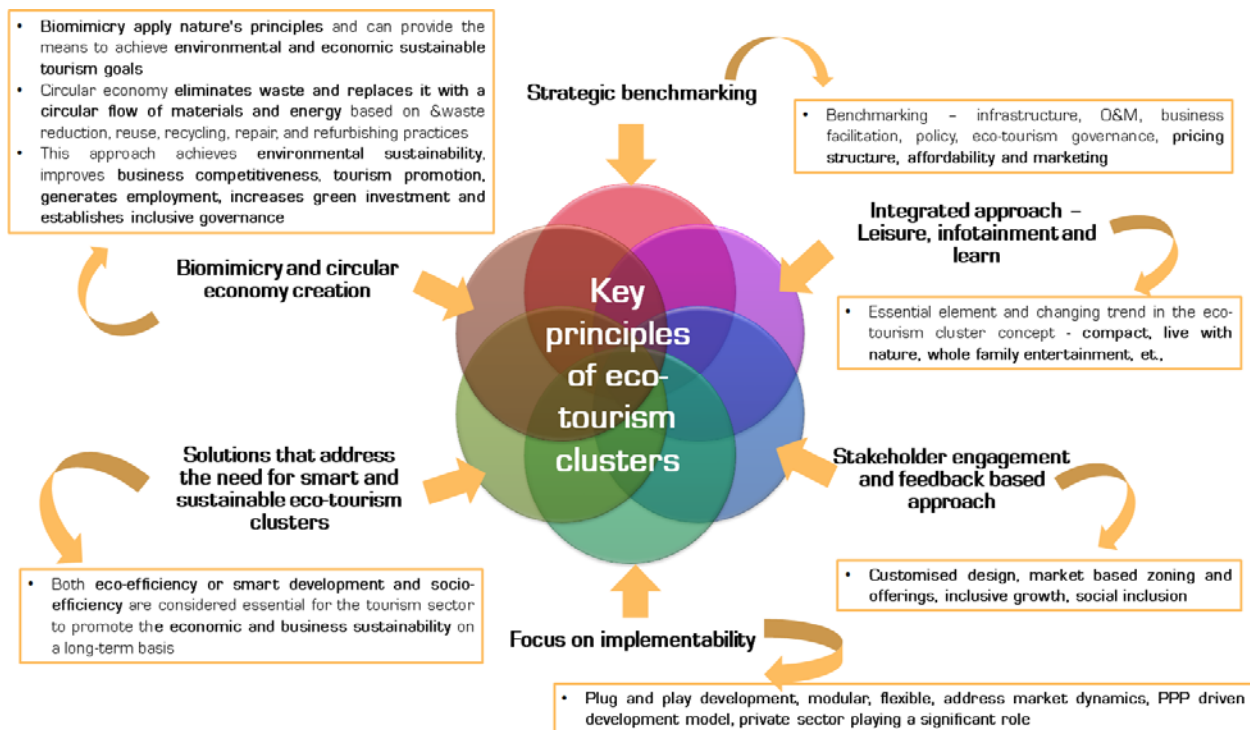 • Biomimicry apply nature's principles and can provide the
means to achieve environmental and economic sustainable
tourism goals
• Circular economy eliminates waste and replaces it with a
circular flow of materials and energy based on &waste
reduction, reuse, recycling, repair, and refurbishing practices
• This approach achieves environmental sustainability,
improves business competitiveness, tourism promotion,
generates employment, increases green investment and
establishes inclusive governance
Strategic benchmarking
• Benchmarking – infrastructure, O&M, business
facilitation, policy, eco-tourism governance, pricing
structure, affordability and marketing
Biomimicry and circular
economy creation
Integrated approach –
Leisure, infotainment and
learn
• Essential element and changing trend in the eco-
tourism cluster concept - compact, live with
nature, whole family entertainment, et.,
Key
principles
of eco-
tourism
clusters
Solutions that address
the need for smart and
sustainable eco-tourism
clusters
Stakeholder engagement
and feedback based
approach
• Both eco-efficiency or smart development and socio-
efficiency are considered essential for the tourism sector
to promote the economic and business sustainability on
a long-term basis
• Customised design, market based zoning and
offerings, inclusive growth, social inclusion
Focus on implementability
• Plug and play development, modular, flexible, address market dynamics, PPP driven
development model, private sector playing a significant role